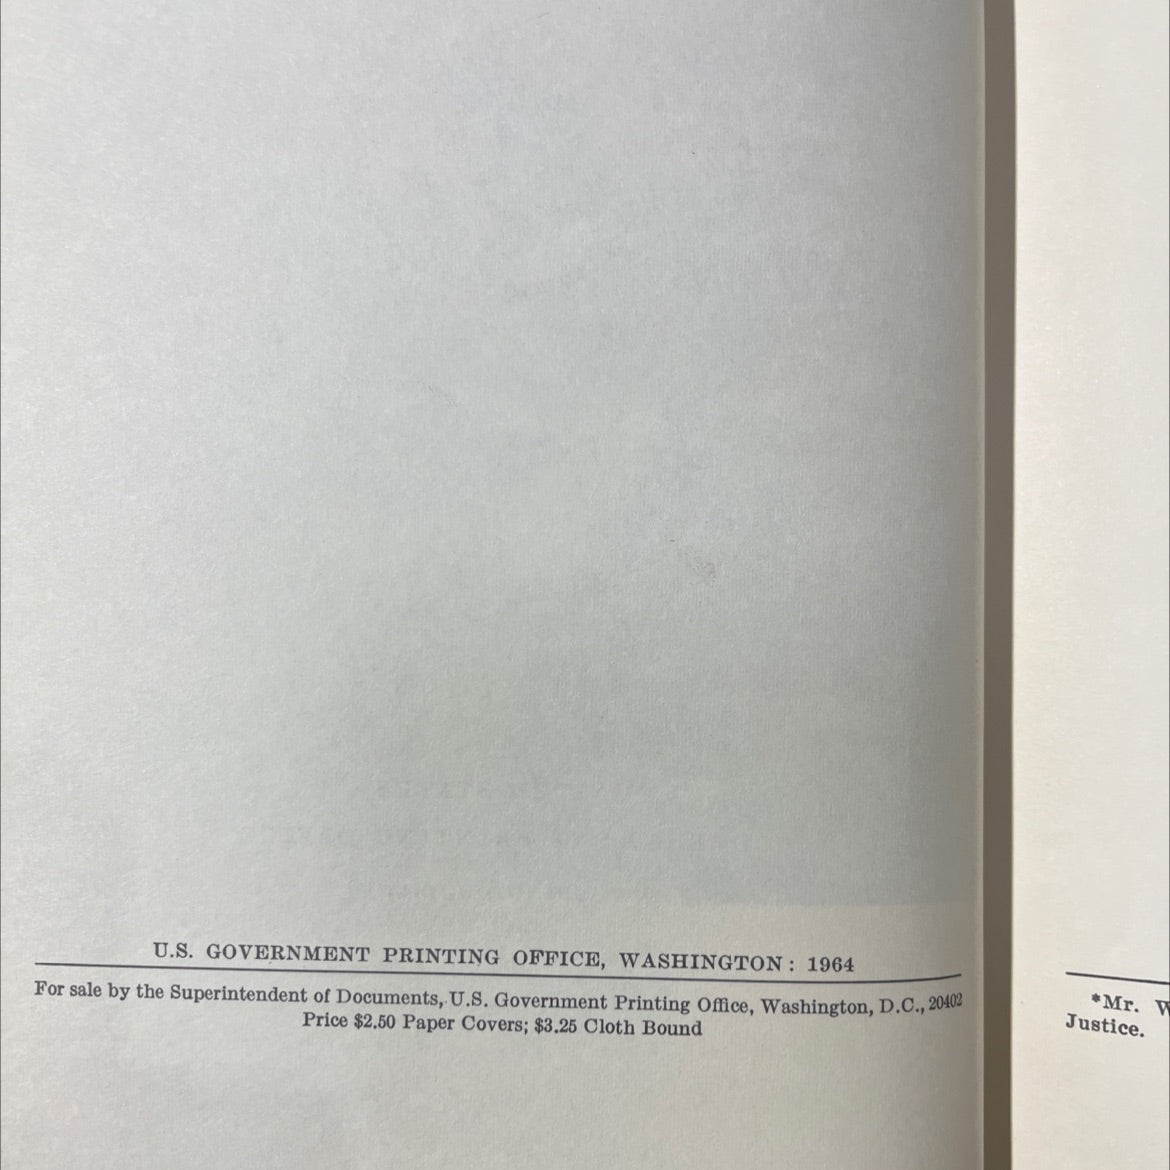 U.S. GOVERNMENT PRINTING OFFICE, WASHINGTON : 1964
For sale by the Superintendent of Documents, U.S. Government Printing Office, Washington, D.C., 20402
Price $2.50 Paper Covers; $3.25 Cloth Bound
*Mr. W
Justice.